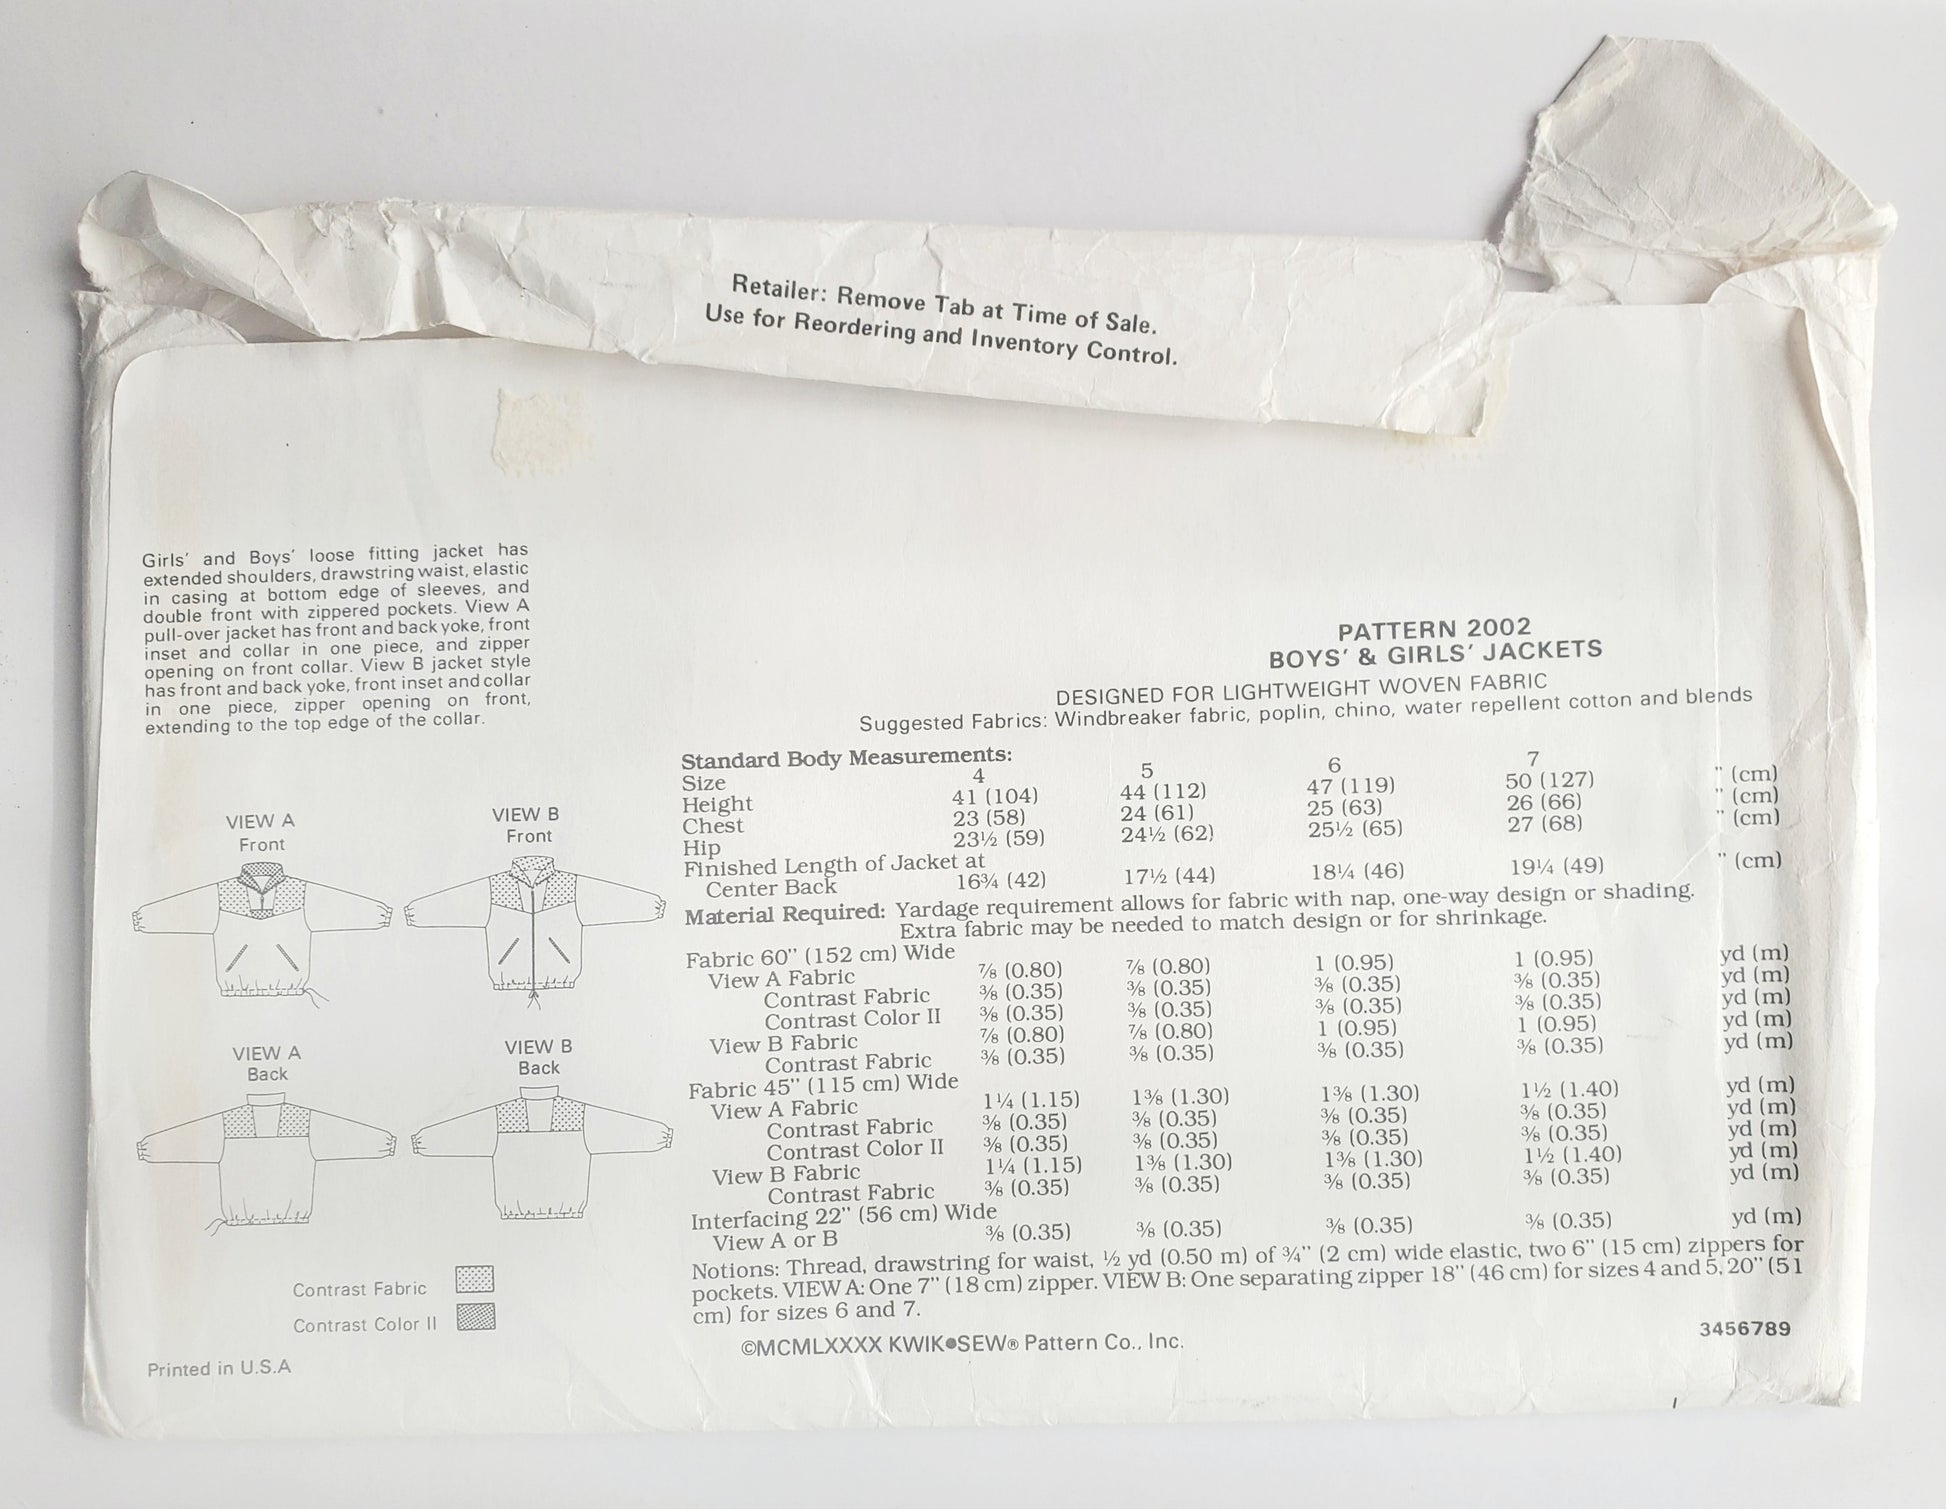 Retailer: Remove Tab at Time of Sale.
Use for Reordering and Inventory Control.
Girls' and Boys' loose fitting jacket has
extended shoulders, drawstring waist, elastic
in casing at bottom edge of sleeves, and
double front with zippered pockets. View A
pull-over jacket has front and back yoke, front
inset and collar in one piece, and zipper
opening on front collar. View B jacket style
has front and back yoke, front inset and collar
in one piece, zipper opening on front,
extending to the top edge of the collar.
VIEW A
Front
VIEW B
Front
VIEW A
Back
VIEW B
Back
Contrast Fabric
Contrast Color II
Printed in U.S.A
PATTERN 2002
BOYS' & GIRLS' JACKETS
DESIGNED FOR LIGHTWEIGHT WOVEN FABRIC
Suggested Fabrics: Windbreaker fabric, poplin, chino, water repellent cotton and blends
Standard Body Measurements:
Size 4 5 6 7
Height 41 (104) 44 (112) 47 (119) 50 (127) " (cm)
Chest 23 (58) 24 (61) 25 (63) 26 (66) " (cm)
Hip 23½ (59) 24½ (62) 25½ (65) 27 (68) " (cm)
Finished Length of Jacket at
Center Back 16¾ (42) 17½ (44) 18¼ (46) 19¼ (49) " (cm)
Material Required: Yardage requirement allows for fabric with nap, one-way design or shading.
Extra fabric may be needed to match design or for shrinkage.
Fabric 60" (152 cm) Wide
View A Fabric ⅞ (0.80) ⅞ (0.80) 1 (0.95) 1 (0.95) yd (m)
Contrast Fabric ⅜ (0.35) ⅜ (0.35) ⅜ (0.35) ⅜ (0.35) yd (m)
Contrast Color II ⅜ (0.35) ⅜ (0.35) ⅜ (0.35) ⅜ (0.35) yd (m)
View B Fabric ⅞ (0.80) ⅞ (0.80) 1 (0.95) 1 (0.95) yd (m)
Contrast Fabric ⅜ (0.35) ⅜ (0.35) ⅜ (0.35) ⅜ (0.35) yd (m)
Fabric 45" (115 cm) Wide
View A Fabric 1¼ (1.15) 1⅜ (1.30) 1⅜ (1.30) 1½ (1.40) yd (m)
Contrast Fabric ⅜ (0.35) ⅜ (0.35) ⅜ (0.35) ⅜ (0.35) yd (m)
Contrast Color II ⅜ (0.35) ⅜ (0.35) ⅜ (0.35) ⅜ (0.35) yd (m)
View B Fabric 1¼ (1.15) 1⅜ (1.30) 1⅜ (1.30) 1½ (1.40) yd (m)
Contrast Fabric ⅜ (0.35) ⅜ (0.35) ⅜ (0.35) ⅜ (0.35) yd (m)
Interfacing 22" (56 cm) Wide
View A or B ⅜ (0.35) ⅜ (0.35) ⅜ (0.35) ⅜ (0.35) yd (m)
Notions: Thread, drawstring for waist, ½ yd (0.50 m) of ¾" (2 cm) wide elastic, two 6" (15 cm) zippers for
pockets. VIEW A: One 7" (18 cm) zipper. VIEW B: One separating zipper 18" (46 cm) for sizes 4 and 5, 20" (51
cm) for sizes 6 and 7.
©MCMLXXXX KWIK•SEW® Pattern Co., Inc.
3456789